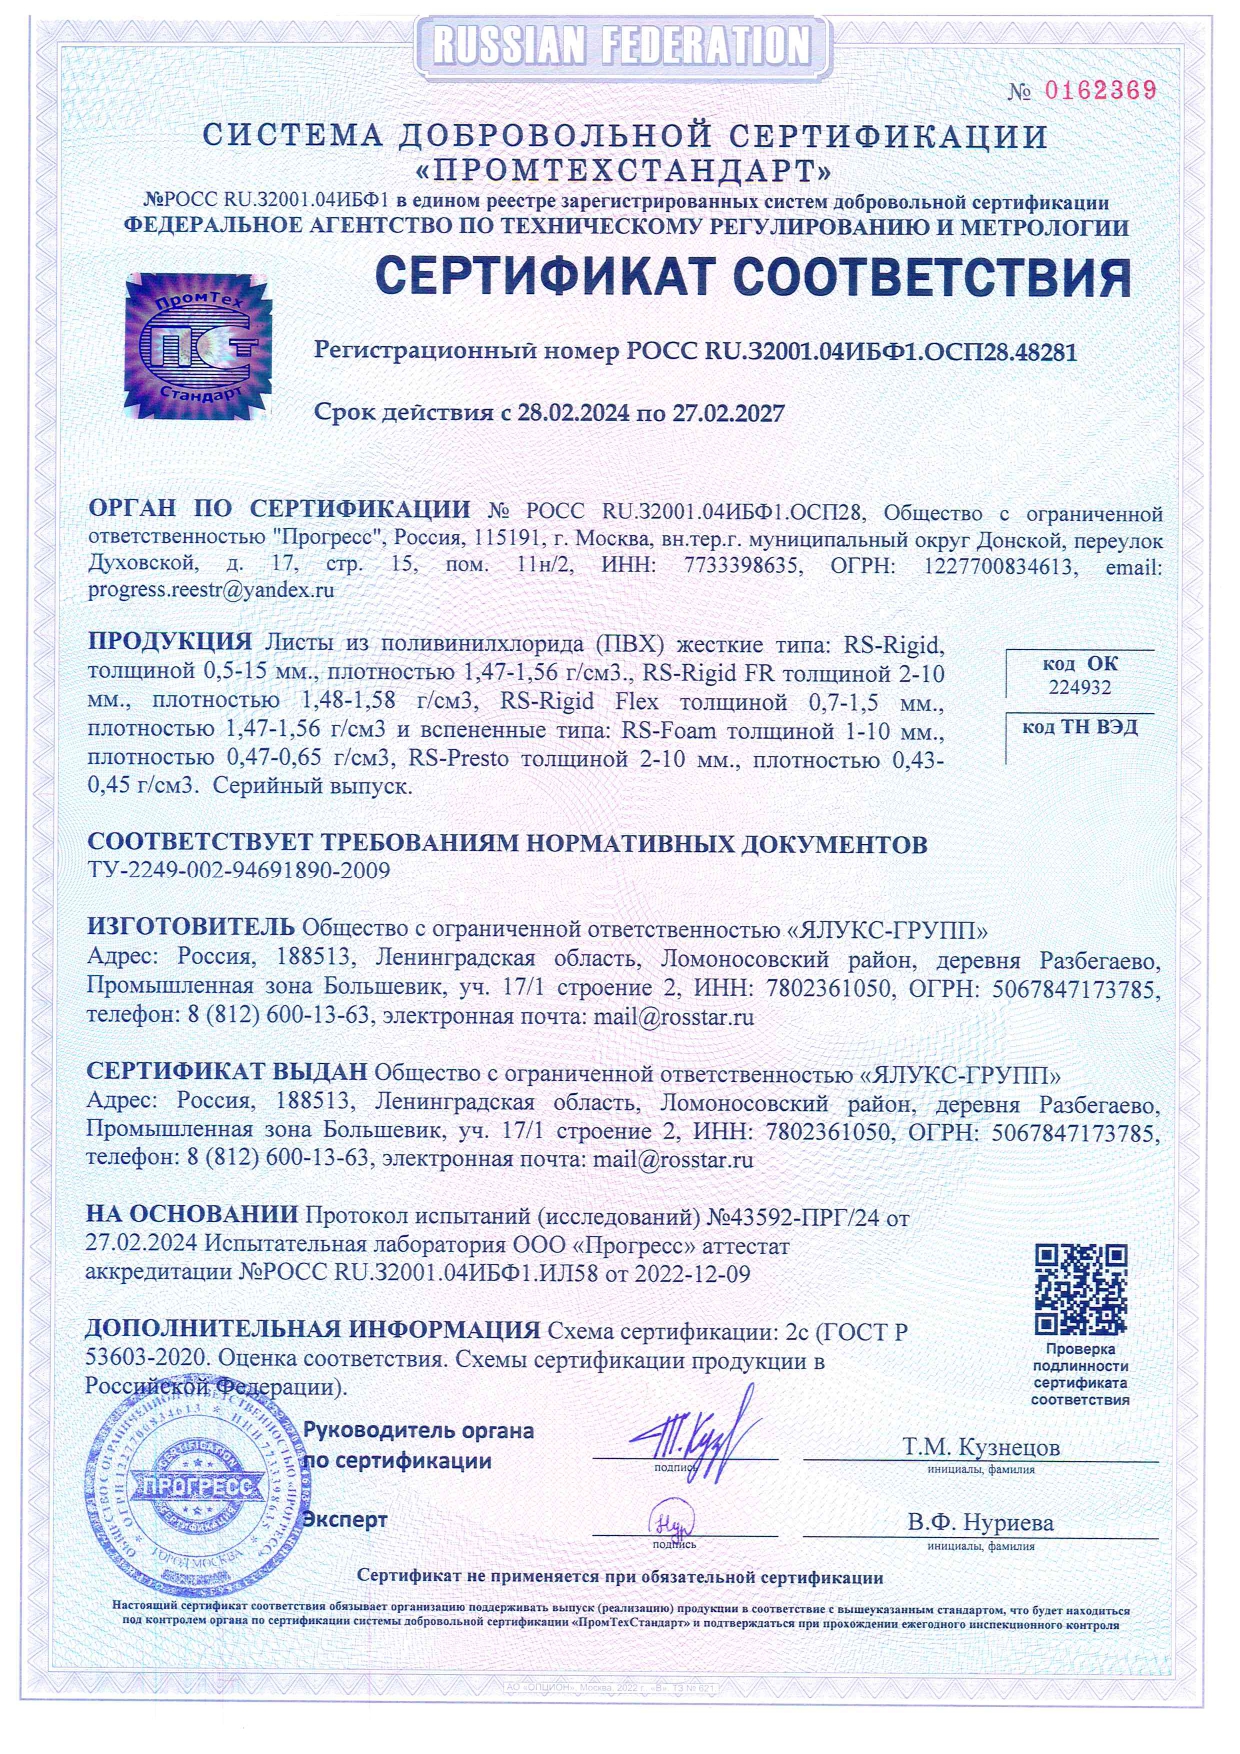 RUSSIAN FEDERATION
№ 0162369
СИСТЕМА ДОБРОВОЛЬНОЙ СЕРТИФИКАЦИИ
«ПРОМТЕХСТАНДАРТ»
№РОСС RU.32001.04ИБФ1 в едином реестре зарегистрированных систем добровольной сертификации
ФЕДЕРАЛЬНОЕ АГЕНТСТВО ПО ТЕХНИЧЕСКОМУ РЕГУЛИРОВАНИЮ И МЕТРОЛОГИИ
СЕРТИФИКАТ СООТВЕТСТВИЯ
ПромТех
ПСТ
Стандарт
Регистрационный номер РОСС RU.32001.04ИБФ1.ОСП28.48281
Срок действия с 28.02.2024 по 27.02.2027
ОРГАН ПО СЕРТИФИКАЦИИ № РОСС RU.32001.04ИБФ1.ОСП28, Общество с ограниченной
ответственностью "Прогресс", Россия, 115191, г. Москва, вн.тер.г. муниципальный округ Донской, переулок
Духовской, д. 17, стр. 15, пом. 11н/2, ИНН: 7733398635, ОГРН: 1227700834613, email:
progress.reestr@yandex.ru
ПРОДУКЦИЯ Листы из поливинилхлорида (ПВХ) жесткие типа: RS-Rigid,
толщиной 0,5-15 мм., плотностью 1,47-1,56 г/см3., RS-Rigid FR толщиной 2-10
мм., плотностью 1,48-1,58 г/см3, RS-Rigid Flex толщиной 0,7-1,5 мм.,
плотностью 1,47-1,56 г/см3 и вспененные типа: RS-Foam толщиной 1-10 мм.,
плотностью 0,47-0,65 г/см3, RS-Presto толщиной 2-10 мм., плотностью 0,43-
0,45 г/см3. Серийный выпуск.
код ОК
224932
код ТН ВЭД
СООТВЕТСТВУЕТ ТРЕБОВАНИЯМ НОРМАТИВНЫХ ДОКУМЕНТОВ
ТУ-2249-002-94691890-2009
ИЗГОТОВИТЕЛЬ Общество с ограниченной ответственностью «ЯЛУКС-ГРУПП»
Адрес: Россия, 188513, Ленинградская область, Ломоносовский район, деревня Разбегаево,
Промышленная зона Большевик, уч. 17/1 строение 2, ИНН: 7802361050, ОГРН: 5067847173785,
телефон: 8 (812) 600-13-63, электронная почта: mail@rosstar.ru
СЕРТИФИКАТ ВЫДАН Общество с ограниченной ответственностью «ЯЛУКС-ГРУПП»
Адрес: Россия, 188513, Ленинградская область, Ломоносовский район, деревня Разбегаево,
Промышленная зона Большевик, уч. 17/1 строение 2, ИНН: 7802361050, ОГРН: 5067847173785,
телефон: 8 (812) 600-13-63, электронная почта: mail@rosstar.ru
НА ОСНОВАНИИ Протокол испытаний (исследований) №43592-ПРГ/24 от
27.02.2024 Испытательная лаборатория ООО «Прогресс» аттестат
аккредитации №РОСС RU.32001.04ИБФ1.ИЛ58 от 2022-12-09
ДОПОЛНИТЕЛЬНАЯ ИНФОРМАЦИЯ Схема сертификации: 2с (ГОСТ Р
53603-2020. Оценка соответствия. Схемы сертификации продукции в
Российской Федерации).
Проверка
подлинности
сертификата
соответствия
ОБЩЕСТВО С ОГРАНИЧЕННОЙ ОТВЕТСТВЕННОСТЬЮ «ПРОГРЕСС»
ОГРН 1227700834613 * ИНН 7733398635 *
CERTIFICATION
ПРОГРЕСС
СЕРТИФИКАЦИЯ
ГОРОД МОСКВА
Руководитель органа
по сертификации
Т. Куз
подпись
Т.М. Кузнецов
инициалы, фамилия
Эксперт
Нур
подпись
В.Ф. Нуриева
инициалы, фамилия
Сертификат не применяется при обязательной сертификации
Настоящий сертификат соответствия обязывает организацию поддерживать выпуск (реализацию) продукции в соответствие с вышеуказанным стандартом, что будет находиться
под контролем органа по сертификации системы добровольной сертификации «ПромТехСтандарт» и подтверждаться при прохождении ежегодного инспекционного контроля
АО «ОПЦИОН», Москва, 2022 г., «В». ТЗ № 621